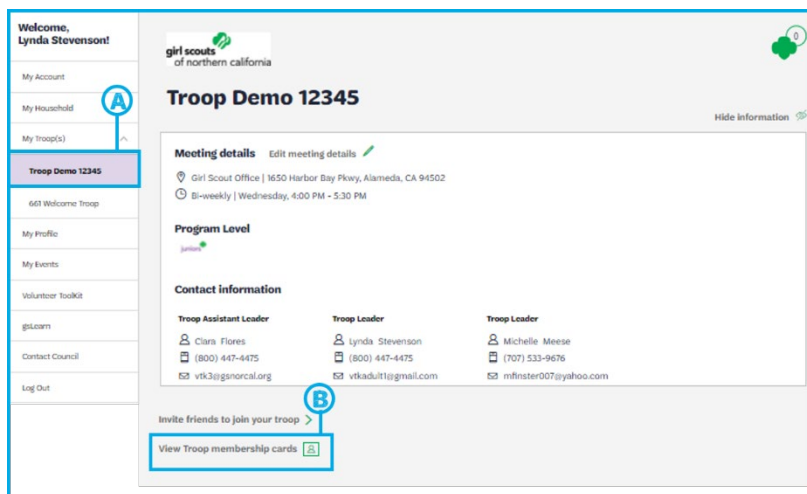 Welcome,
Lynda Stevenson!
My Account
My Household
My Troop(s)
Troop Demo 12345
661 Welcome Troop
My Profile
My Events
Volunteer ToolKit
gsLearn
Contact Council
Log Out
A
girl scouts
of northern california
0
Troop Demo 12345
Hide information
Meeting details Edit meeting details
Girl Scout Office | 1650 Harbor Bay Pkwy, Alameda, CA 94502
Bi-weekly | Wednesday, 4:00 PM - 5:30 PM
Program Level
juniors
Contact information
Troop Assistant Leader
Clara Flores
(800) 447-4475
vtk3@gsnorcal.org
Troop Leader
Lynda Stevenson
(800) 447-4475
vtkadult1@gmail.com
Troop Leader
Michelle Meese
(707) 533-9676
mfinster007@yahoo.com
B
Invite friends to join your troop >
View Troop membership cards